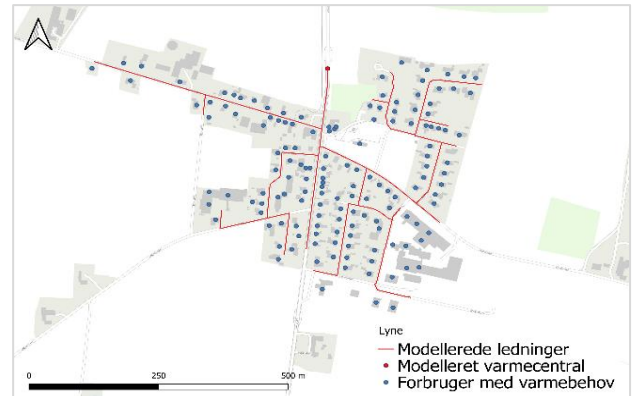 Lyne
Modellerede ledninger
Modelleret varmecentral
Forbruger med varmebehov
0
250
500 m